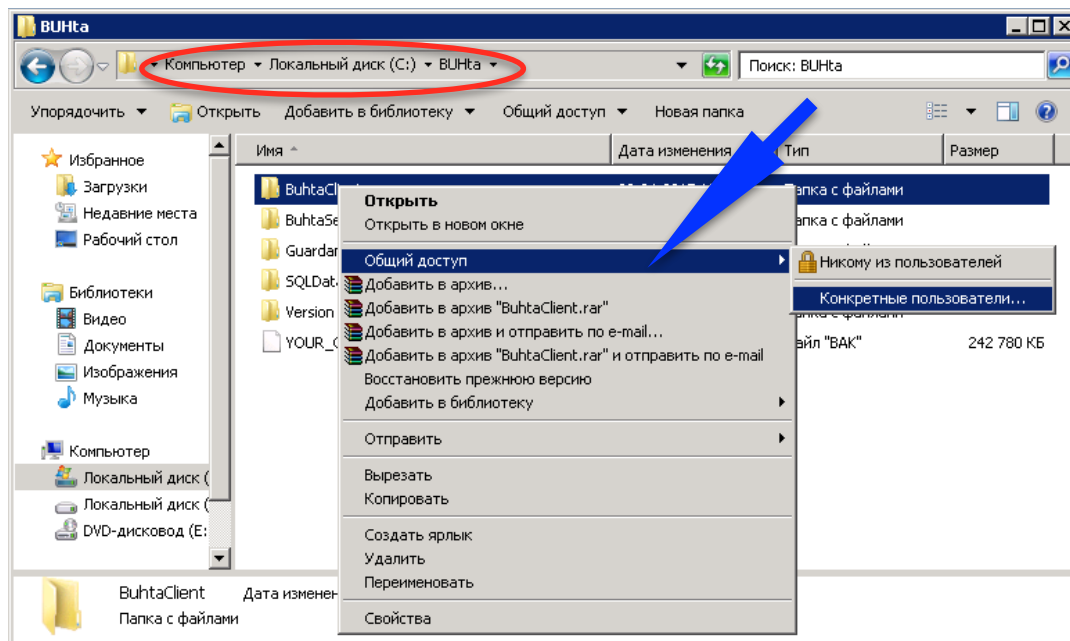 BUHta
Компьютер Локальный диск (C:) BUHta
Поиск: BUHta
Упорядочить Открыть Добавить в библиотеку Общий доступ Новая папка
Имя Дата изменения Тип Размер
Избранное
Загрузки
Недавние места
Рабочий стол
Библиотеки
Видео
Документы
Изображения
Музыка
Компьютер
Локальный диск (
Локальный диск (
DVD-дисковод (E:
BuhtaCl
BuhtaSe
апка с файлами
Guardar
SQLDat
Version
YOUR_
айл "BAK" 242 780 КБ
Открыть
Открыть в новом окне
Общий доступ
Добавить в архив...
Добавить в архив "BuhtaClient.rar"
Добавить в архив и отправить по e-mail...
Добавить в архив "BuhtaClient.rar" и отправить по e-mail
Восстановить прежнюю версию
Добавить в библиотеку
Отправить
Вырезать
Копировать
Создать ярлык
Удалить
Переименовать
Свойства
Никому из пользователей
Конкретные пользователи...
BuhtaClient Дата изменен
Папка с файлами